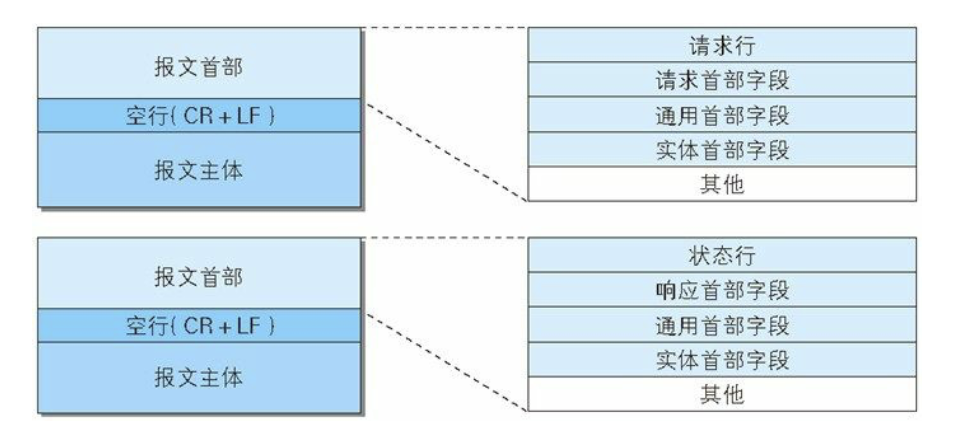 报文首部
空行( CR + LF )
报文主体
请求行
请求首部字段
通用首部字段
实体首部字段
其他
报文首部
空行( CR + LF )
报文主体
状态行
响应首部字段
通用首部字段
实体首部字段
其他